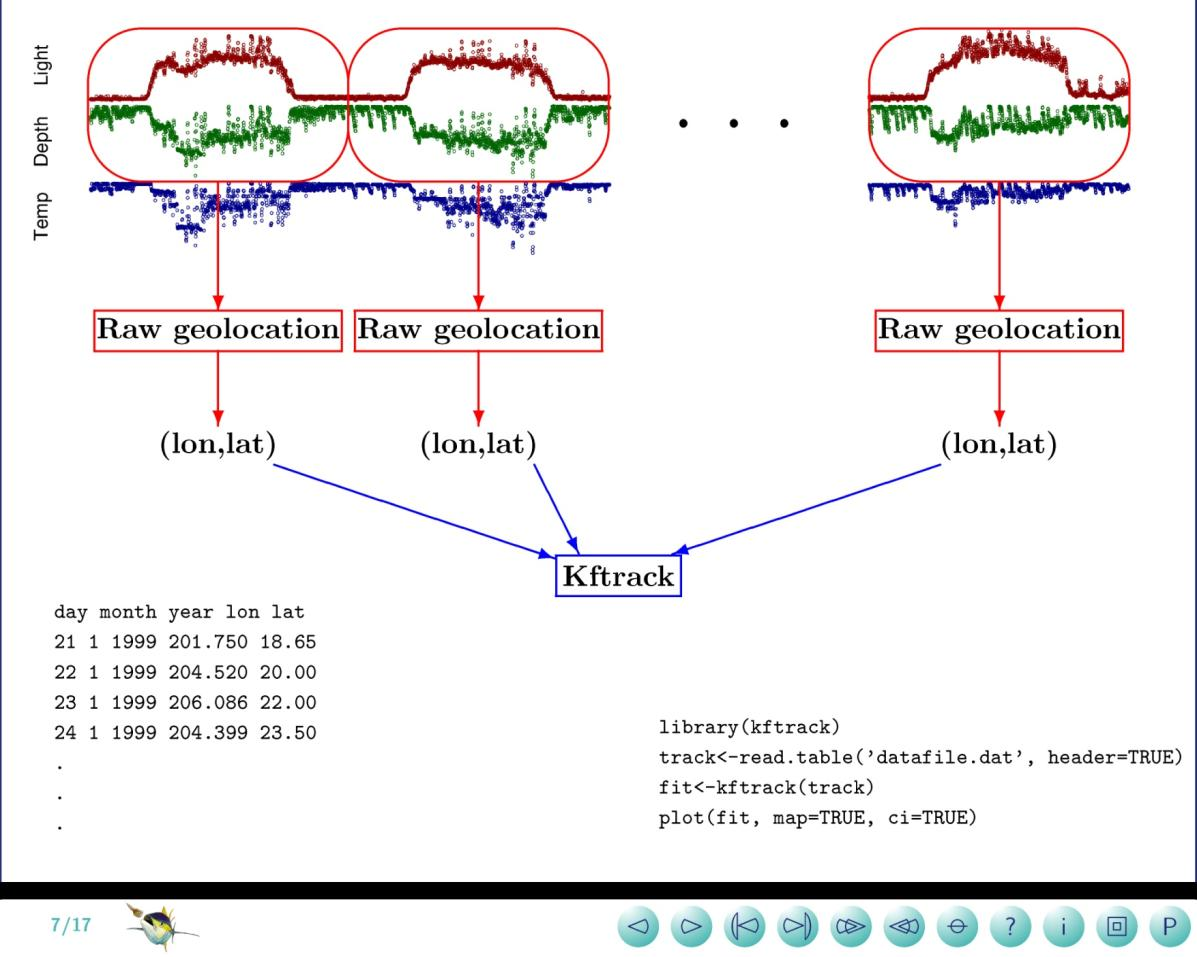 Light
Depth
Temp
Raw geolocation Raw geolocation Raw geolocation
(lon,lat) (lon,lat) (lon,lat)
Kftrack
day month year lon lat
21 1 1999 201.750 18.65
22 1 1999 204.520 20.00
23 1 1999 206.086 22.00
24 1 1999 204.399 23.50
.
.
.
library(kftrack)
track<-read.table('datafile.dat', header=TRUE)
fit<-kftrack(track)
plot(fit, map=TRUE, ci=TRUE)
7/17
? i P